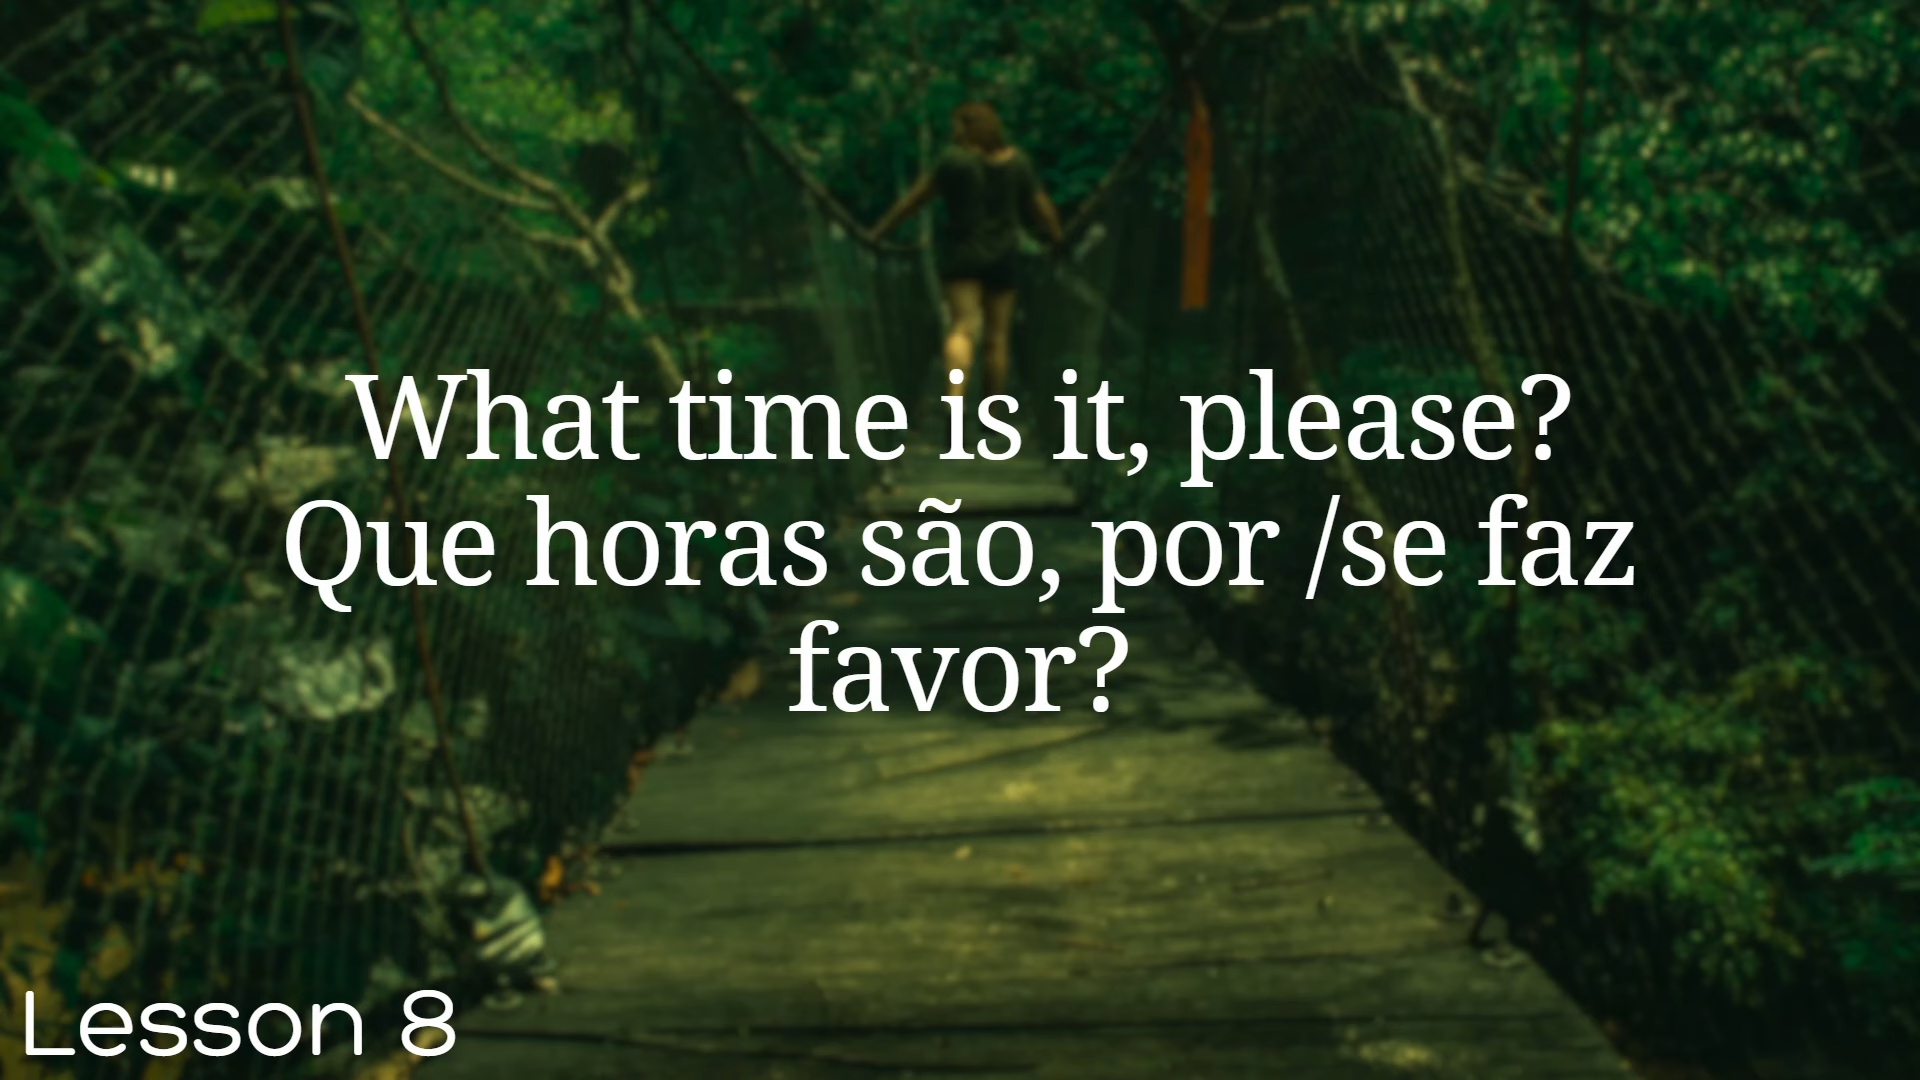 What time is it, please?
Que horas são, por /se faz
favor?
Lesson 8